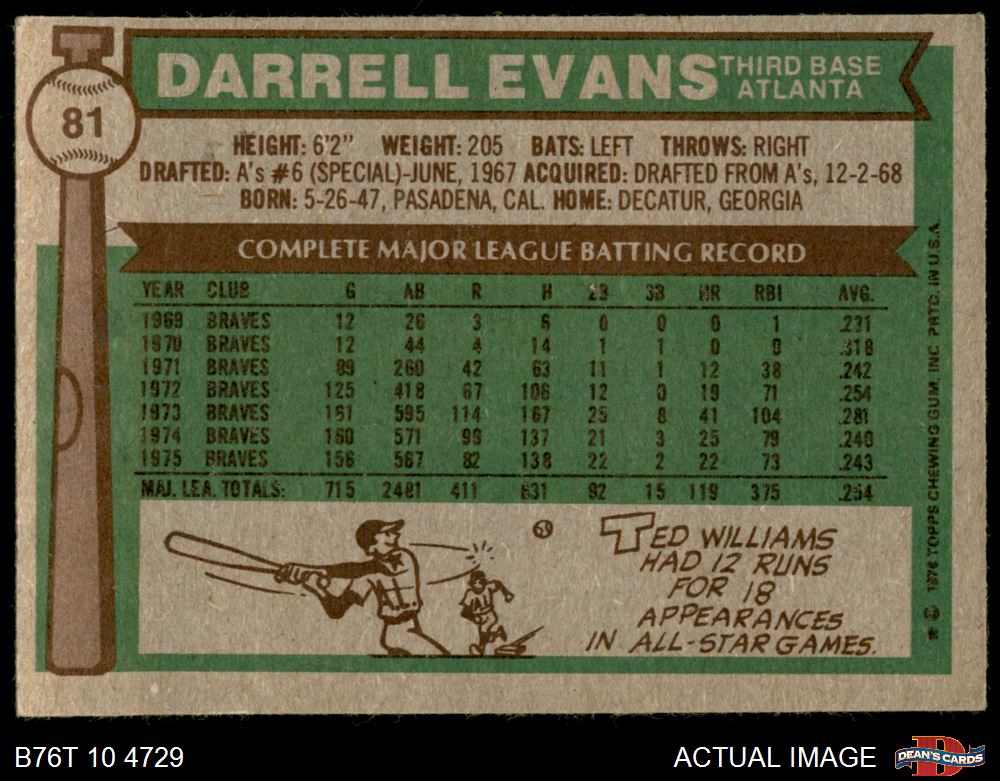 81
DARRELL EVANS THIRD BASE
ATLANTA
HEIGHT: 6'2" WEIGHT: 205 BATS: LEFT THROWS: RIGHT
DRAFTED: A's #6 (SPECIAL)-JUNE, 1967 ACQUIRED: DRAFTED FROM A's, 12-2-68
BORN: 5-26-47, PASADENA, CAL. HOME: DECATUR, GEORGIA
COMPLETE MAJOR LEAGUE BATTING RECORD
YEAR CLUB G AB R H 2B 3B HR RBI AVG.
1969 BRAVES 12 26 3 6 0 0 0 1 .231
1970 BRAVES 12 44 4 14 1 1 0 9 .318
1971 BRAVES 89 260 42 63 11 1 12 38 .242
1972 BRAVES 125 418 67 106 12 0 19 71 .254
1973 BRAVES 161 595 114 167 25 8 41 104 .281
1974 BRAVES 160 571 99 137 21 3 25 79 .240
1975 BRAVES 156 567 82 138 22 2 22 73 .243
MAJ. LEA. TOTALS: 715 2481 411 631 92 15 119 375 .254
TED WILLIAMS
HAD 12 RUNS
FOR 18
APPEARANCES
IN ALL-STAR GAMES.
* © 1976 TOPPS CHEWING GUM, INC. PRTD. IN U.S.A.
B76T 10 4729
ACTUAL IMAGE
D
DEAN'S CARDS